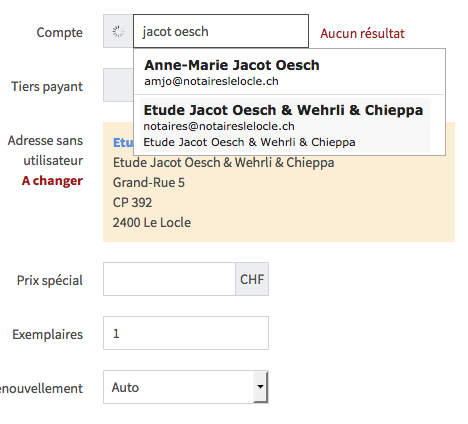 Compte jacot oesch Aucun résultat
Anne-Marie Jacot Oesch
amjo@notaireslelocle.ch
Tiers payant
Etude Jacot Oesch & Wehrli & Chieppa
notaires@notaireslelocle.ch
Etude Jacot Oesch & Wehrli & Chieppa
Adresse sans
utilisateur
A changer
Etu
Etude Jacot Oesch & Wehrli & Chieppa
Grand-Rue 5
CP 392
2400 Le Locle
Prix spécial CHF
Exemplaires 1
enouvellement Auto